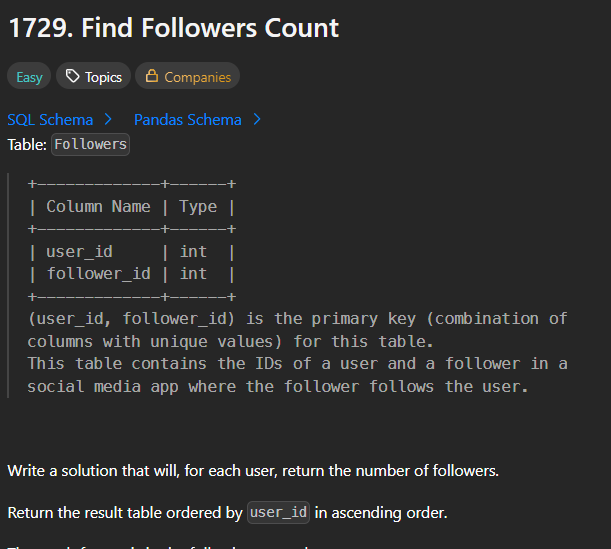 1729. Find Followers Count
Easy Topics Companies
SQL Schema > Pandas Schema >
Table: Followers
+-------------+------+
| Column Name | Type |
+-------------+------+
| user_id     | int  |
| follower_id | int  |
+-------------+------+
(user_id, follower_id) is the primary key (combination of
columns with unique values) for this table.
This table contains the IDs of a user and a follower in a
social media app where the follower follows the user.
Write a solution that will, for each user, return the number of followers.
Return the result table ordered by user_id in ascending order.